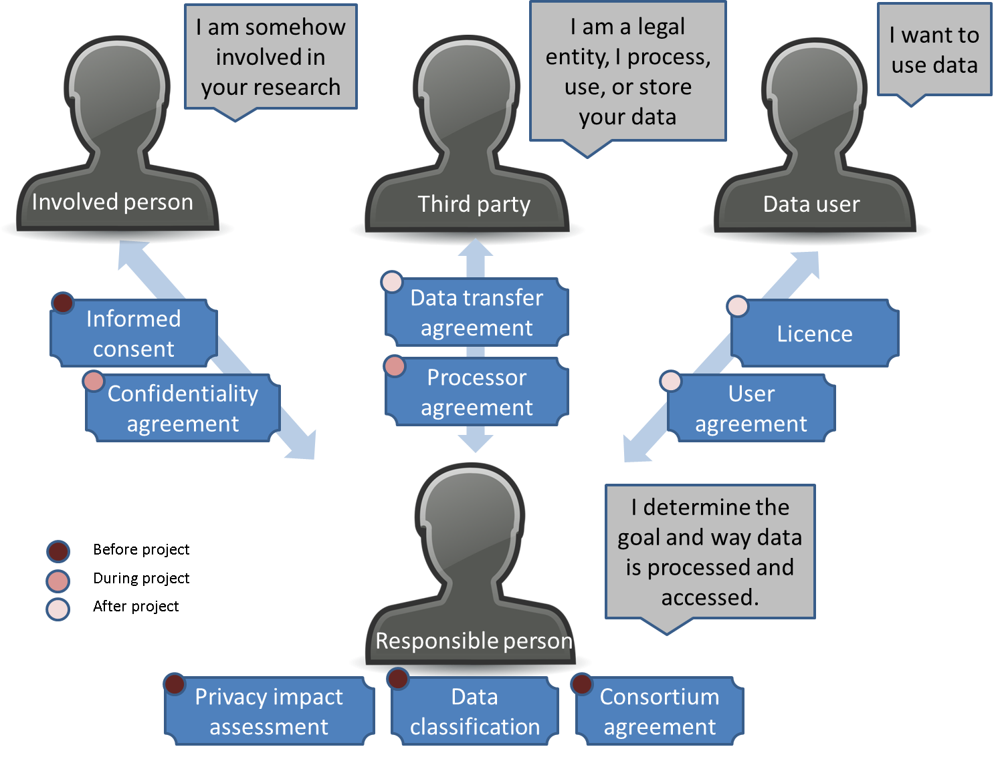 I am somehow
involved in
your research
I am a legal
entity, I process,
use, or store
your data
I want to
use data
Involved person
Third party
Data user
Informed
consent
Confidentiality
agreement
Data transfer
agreement
Processor
agreement
Licence
User
agreement
I determine the
goal and way data
is processed and
accessed.
Before project
During project
After project
Responsible person
Privacy impact
assessment
Data
classification
Consortium
agreement